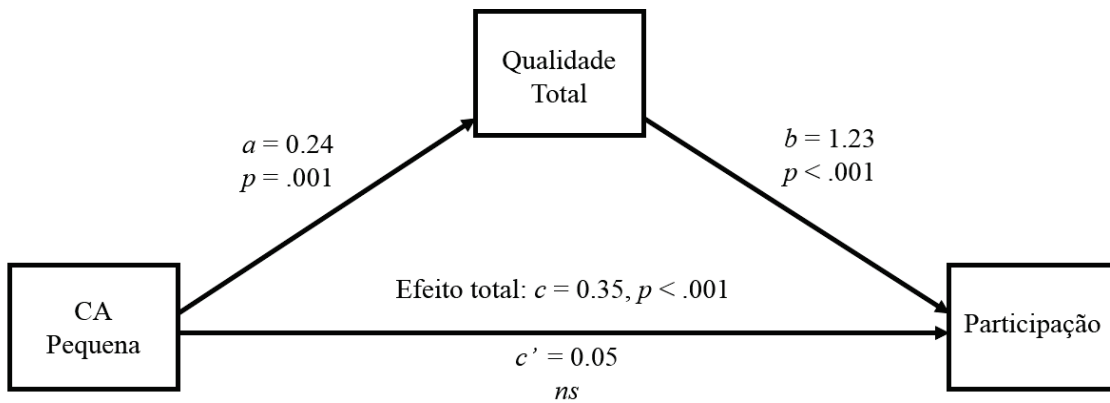 Qualidade
Total
a = 0.24
p = .001
b = 1.23
p < .001
CA
Pequena
Efeito total: c = 0.35, p < .001
Participação
c’ = 0.05
ns